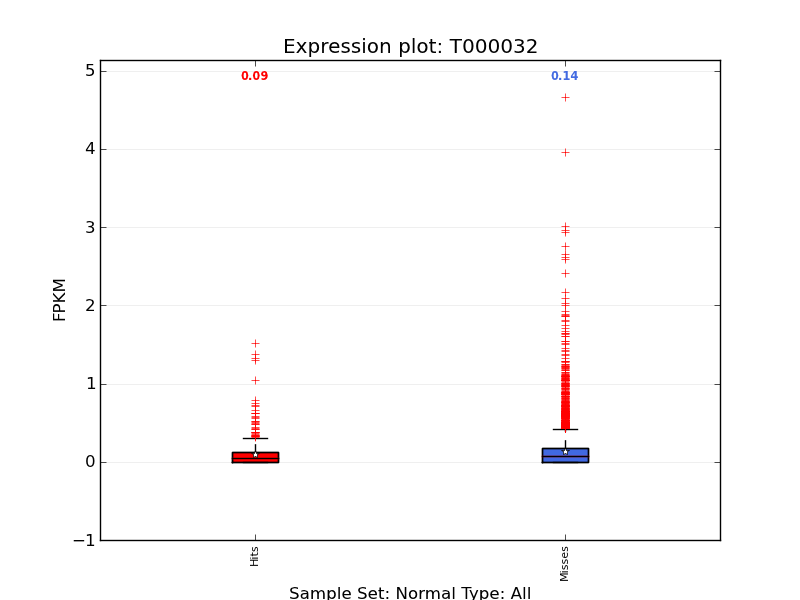 Expression plot: T000032
0.09 0.14
5
4
3
2
1
0
−1
FPKM
Hits Misses
Sample Set: Normal Type: All